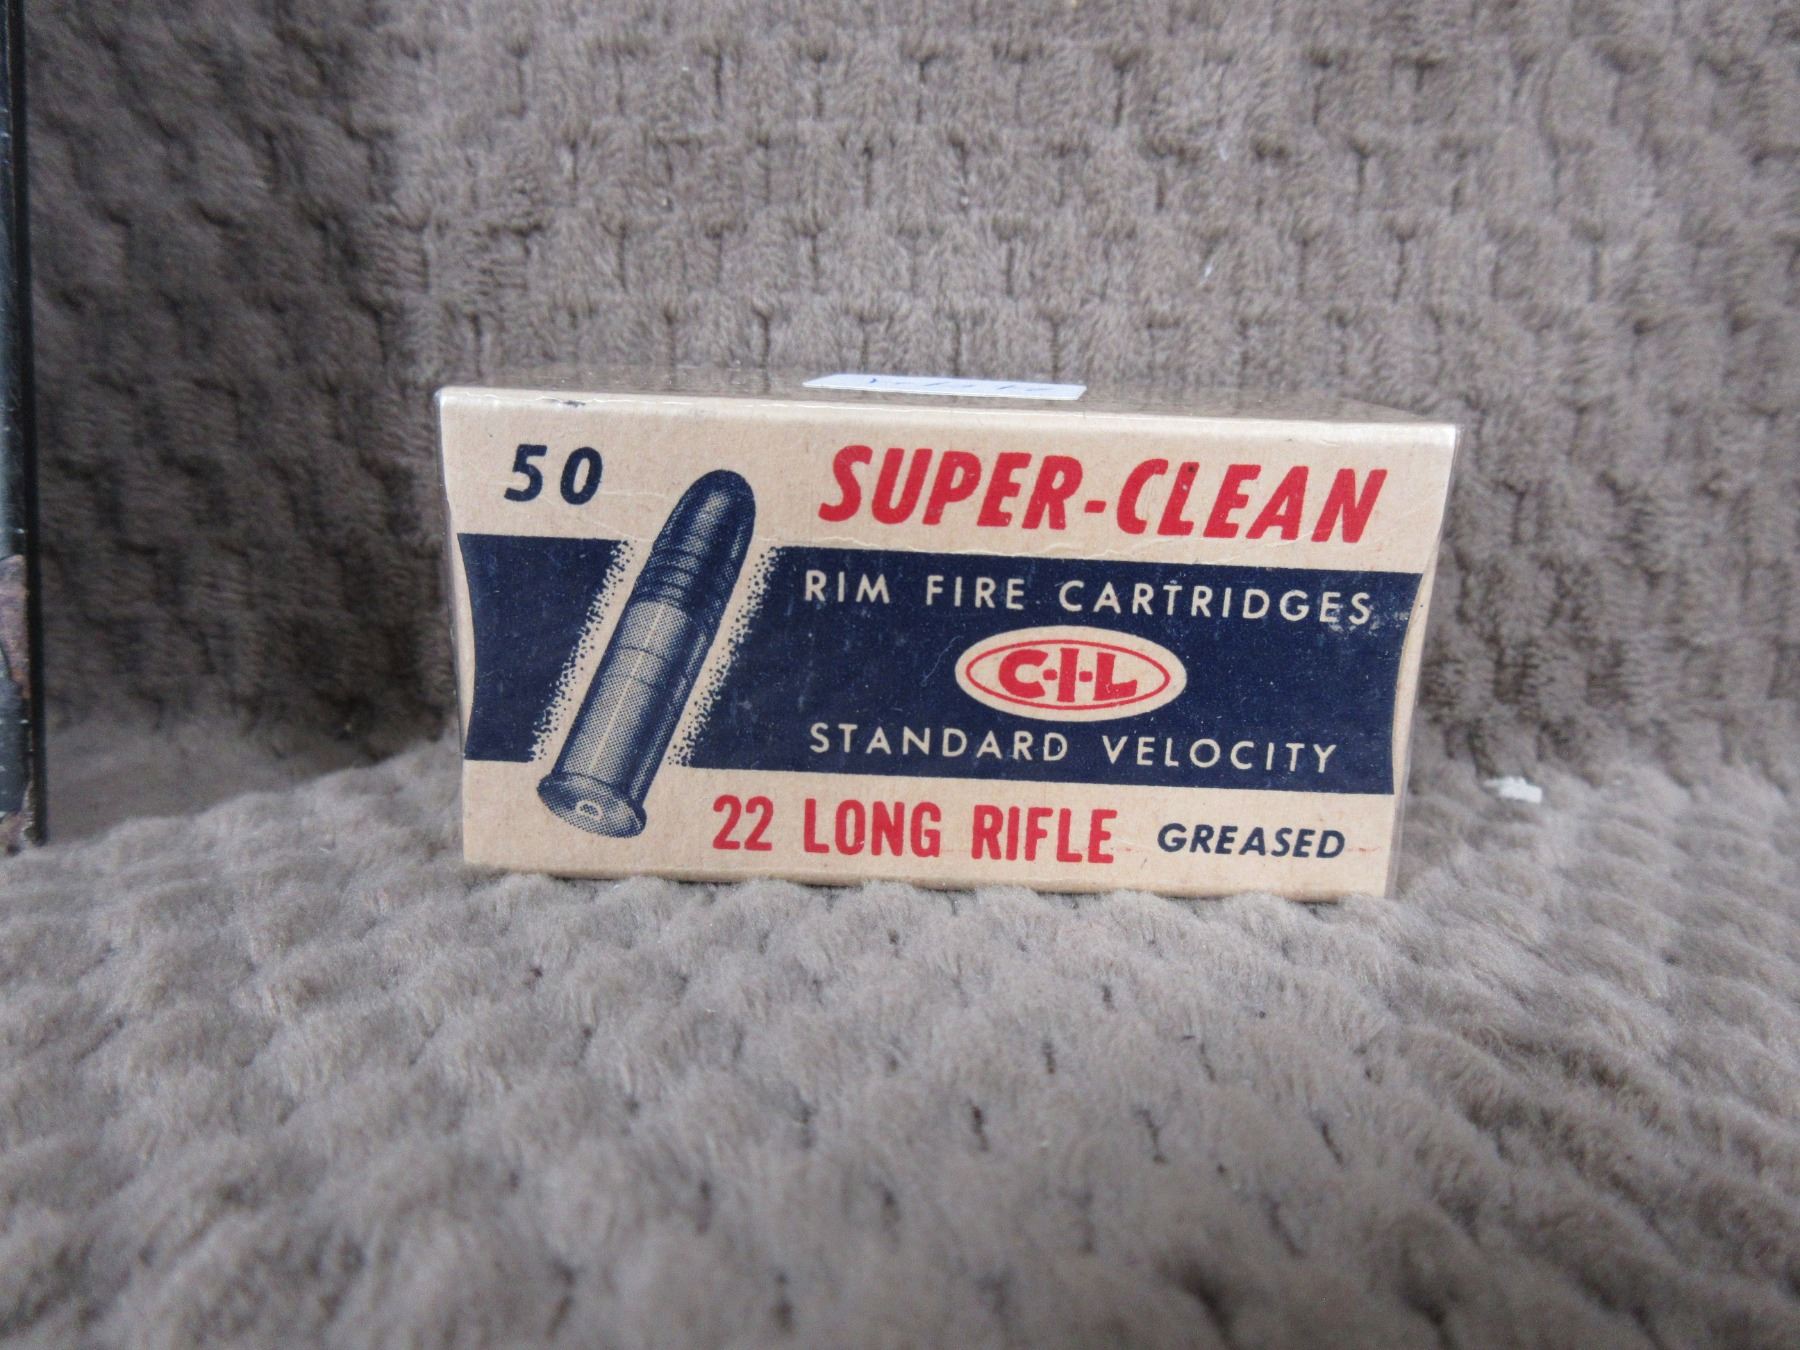 50
SUPER-CLEAN
RIM FIRE CARTRIDGES
C-I-L
STANDARD VELOCITY
22 LONG RIFLE GREASED